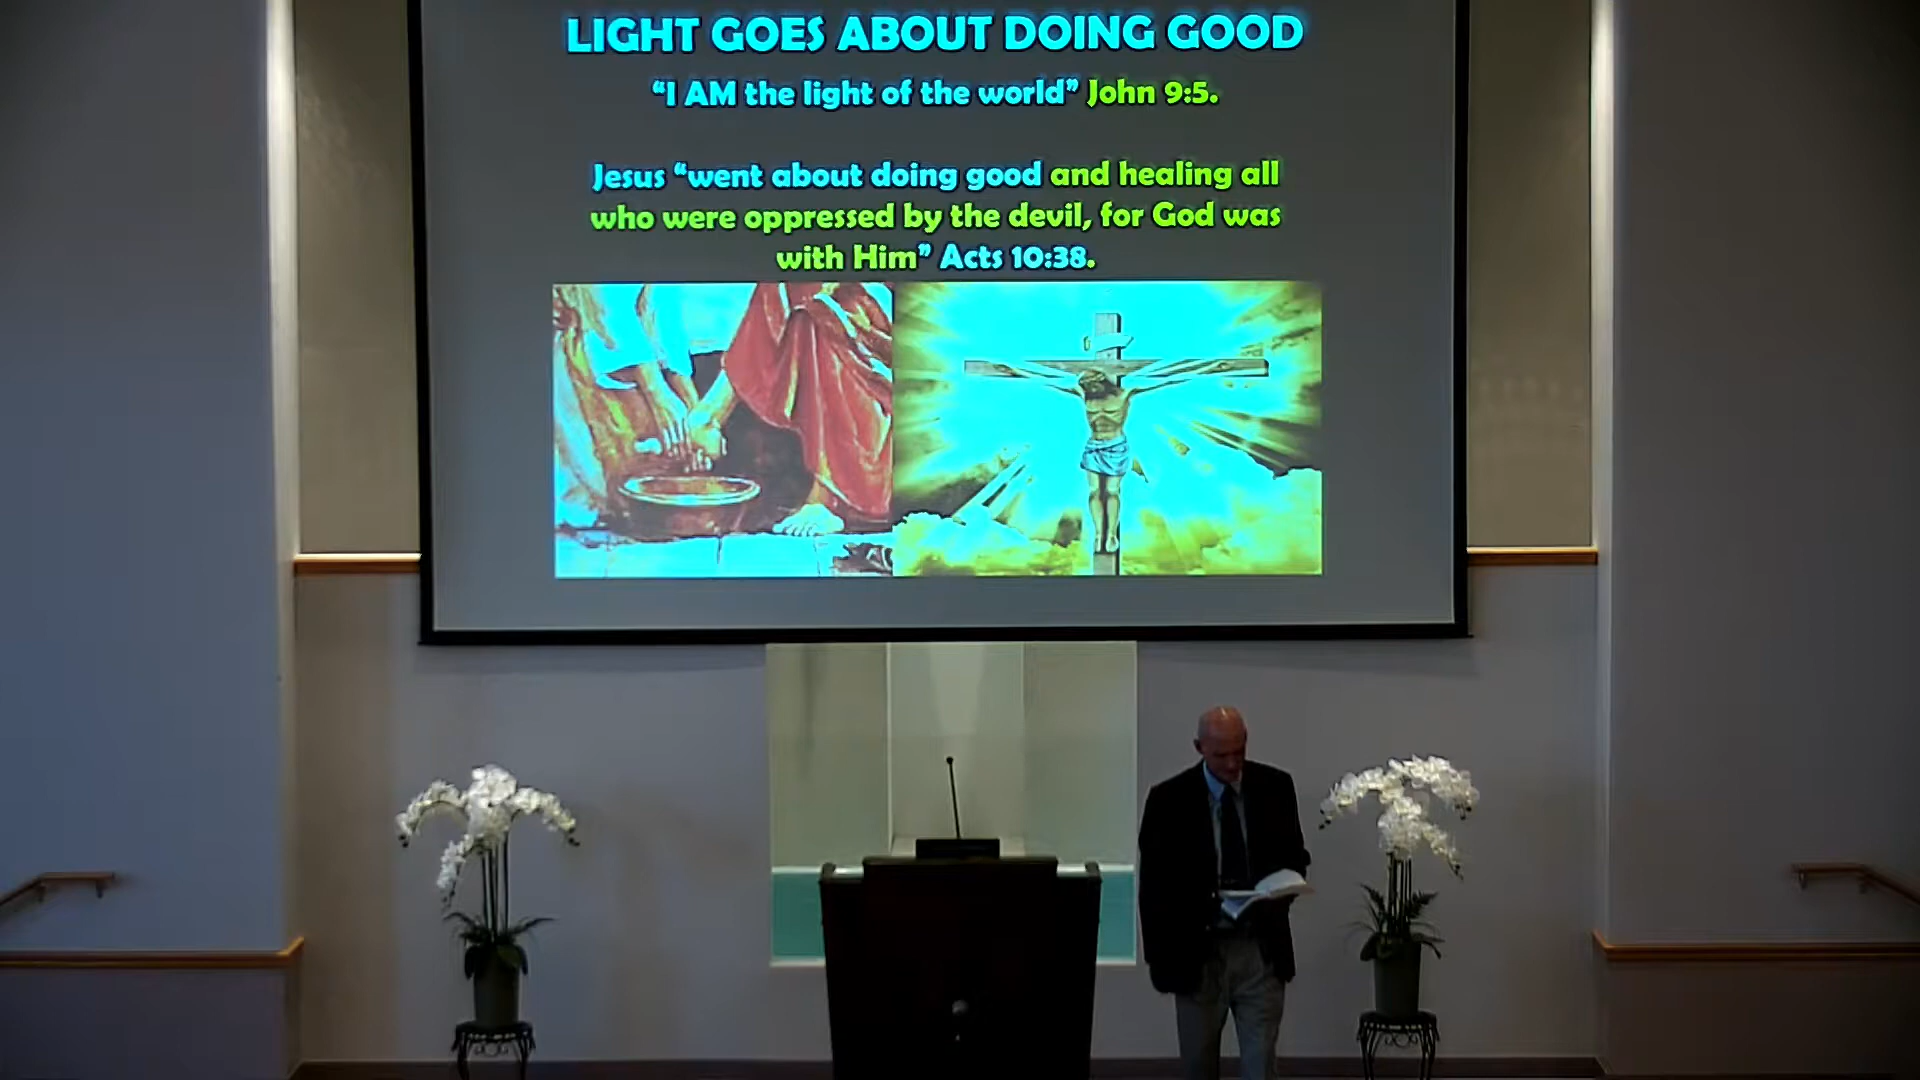 LIGHT GOES ABOUT DOING GOOD
“I AM the light of the world” John 9:5.
Jesus “went about doing good and healing all
who were oppressed by the devil, for God was
with Him” Acts 10:38.